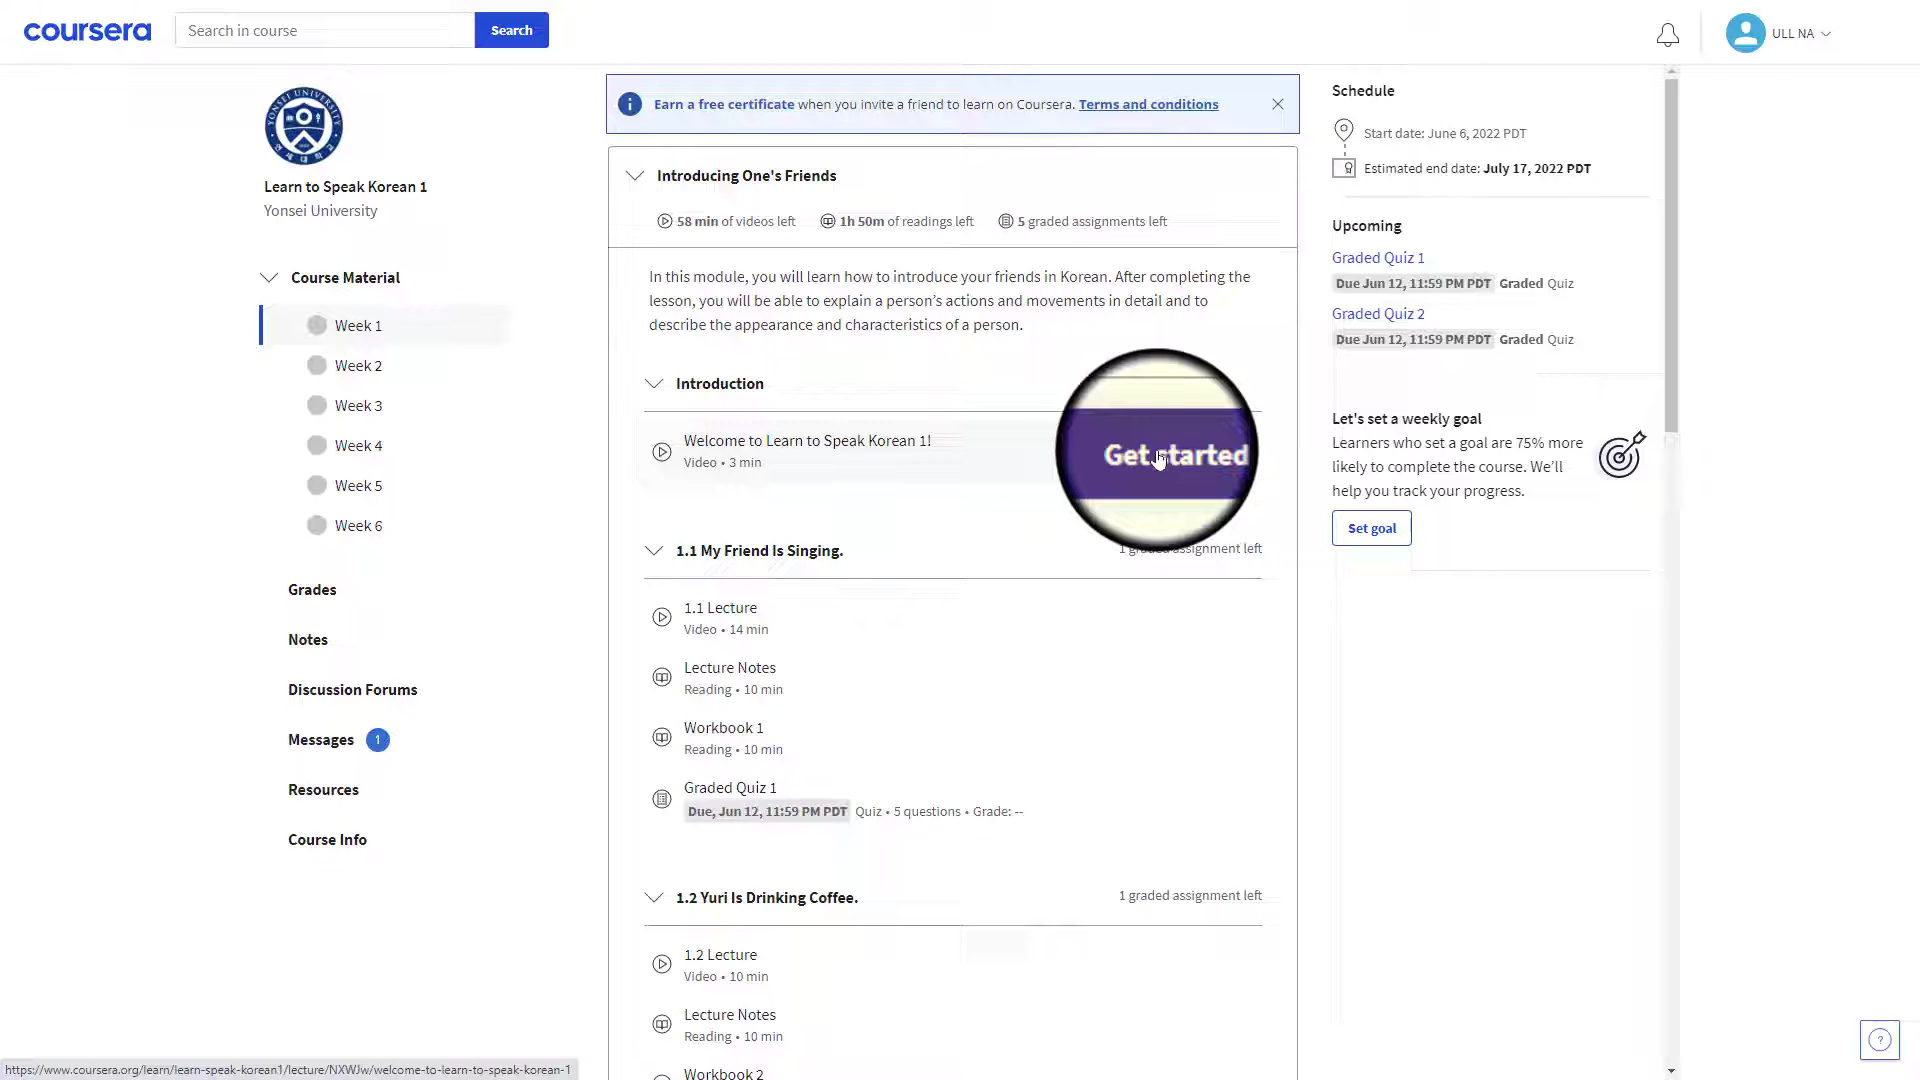 coursera
Search in course
Search
ULL NA
Learn to Speak Korean 1
Yonsei University
Course Material
Week 1
Week 2
Week 3
Week 4
Week 5
Week 6
Grades
Notes
Discussion Forums
Messages 1
Resources
Course Info
Earn a free certificate when you invite a friend to learn on Coursera. Terms and conditions
Introducing One's Friends
58 min of videos left 1h 50m of readings left 5 graded assignments left
In this module, you will learn how to introduce your friends in Korean. After completing the
lesson, you will be able to explain a person’s actions and movements in detail and to
describe the appearance and characteristics of a person.
Introduction
Welcome to Learn to Speak Korean 1!
Video • 3 min
Get started
1.1 My Friend Is Singing.
1 graded assignment left
1.1 Lecture
Video • 14 min
Lecture Notes
Reading • 10 min
Workbook 1
Reading • 10 min
Graded Quiz 1
Due, Jun 12, 11:59 PM PDT Quiz • 5 questions • Grade: --
1.2 Yuri Is Drinking Coffee.
1 graded assignment left
1.2 Lecture
Video • 10 min
Lecture Notes
Reading • 10 min
Workbook 2
Schedule
Start date: June 6, 2022 PDT
Estimated end date: July 17, 2022 PDT
Upcoming
Graded Quiz 1
Due Jun 12, 11:59 PM PDT Graded Quiz
Graded Quiz 2
Due Jun 12, 11:59 PM PDT Graded Quiz
Let's set a weekly goal
Learners who set a goal are 75% more
likely to complete the course. We’ll
help you track your progress.
Set goal
?
https://www.coursera.org/learn/learn-speak-korean1/lecture/NXWJw/welcome-to-learn-to-speak-korean-1